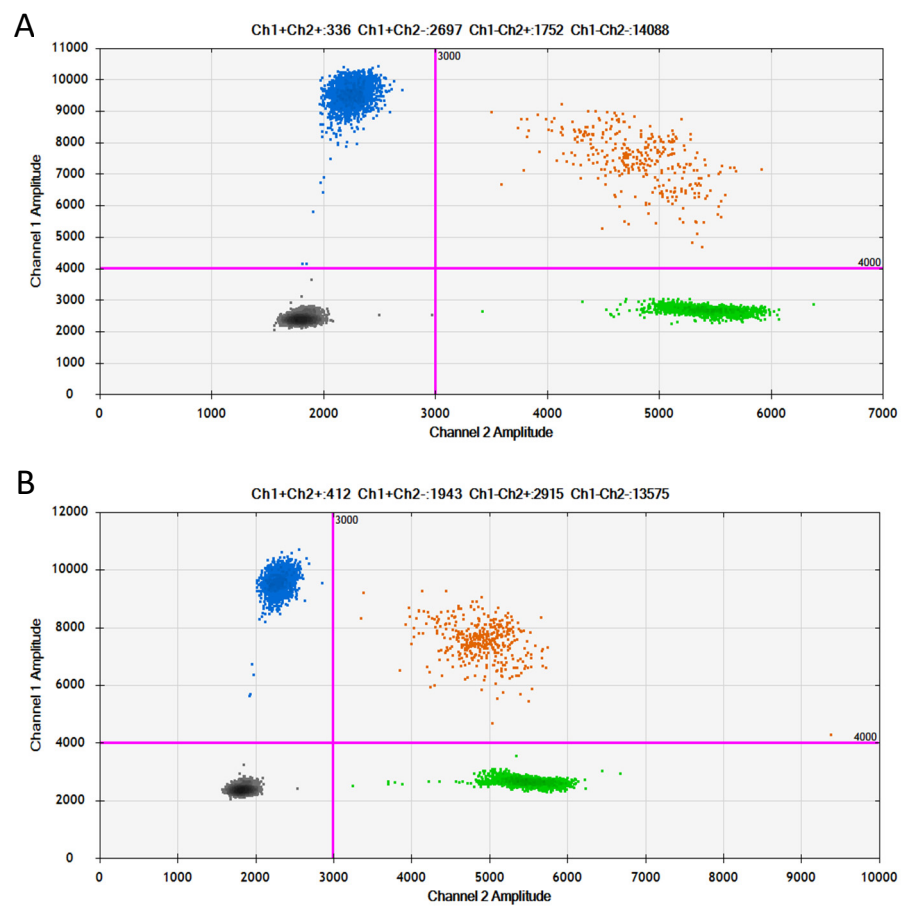 A
Ch1+Ch2+:336 Ch1+Ch2-:2697 Ch1-Ch2+:1752 Ch1-Ch2-:14088
11000
10000
9000
8000
7000
6000
5000
4000
3000
2000
1000
0
Channel 1 Amplitude
3000
4000
0 1000 2000 3000 4000 5000 6000 7000
Channel 2 Amplitude
B
Ch1+Ch2+:412 Ch1+Ch2-:1943 Ch1-Ch2+:2915 Ch1-Ch2-:13575
12000
10000
8000
6000
4000
2000
0
Channel 1 Amplitude
3000
4000
0 1000 2000 3000 4000 5000 6000 7000 8000 9000 10000
Channel 2 Amplitude